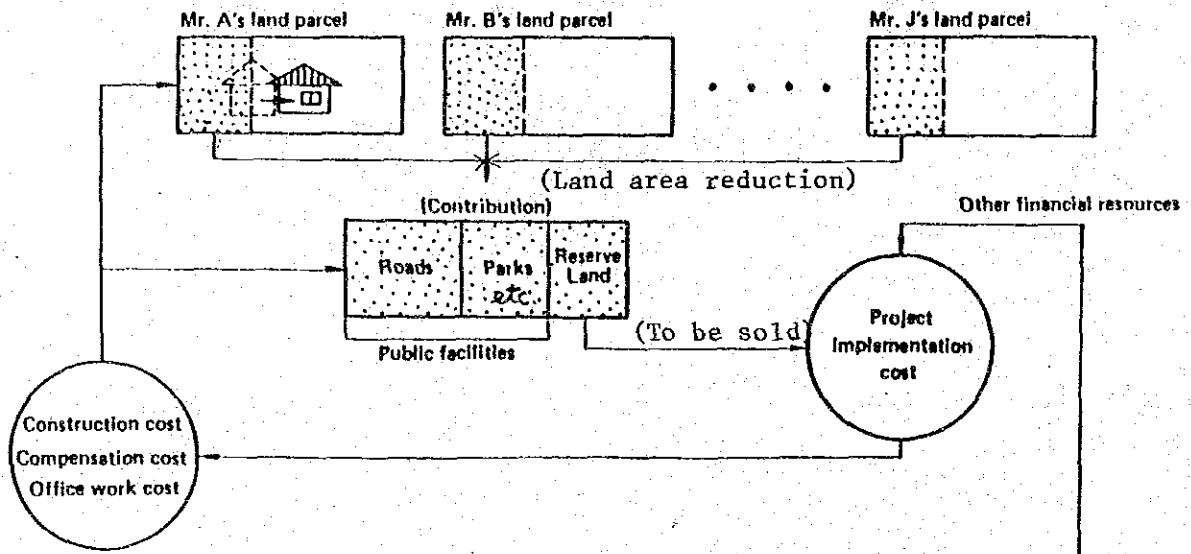 Mr. A's land parcel
Mr. B's land parcel
Mr. J's land parcel
(Land area reduction)
(Contribution)
Other financial resources
Roads
Parks
etc.
Reserve
Land
(To be sold)
Public facilities
Project
implementation
cost
Construction cost
Compensation cost
Office work cost